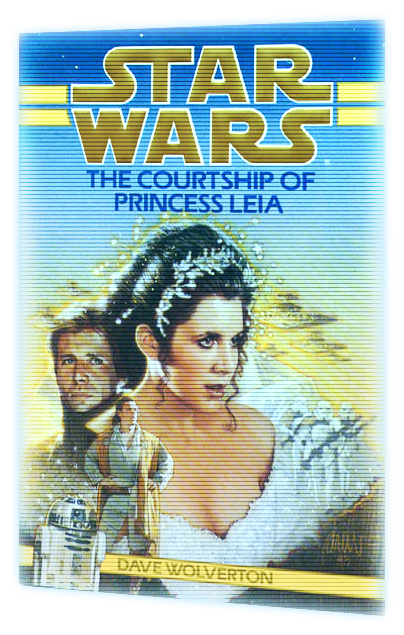 STAR
WARS
THE COURTSHIP OF
PRINCESS LEIA
DAVE WOLVERTON